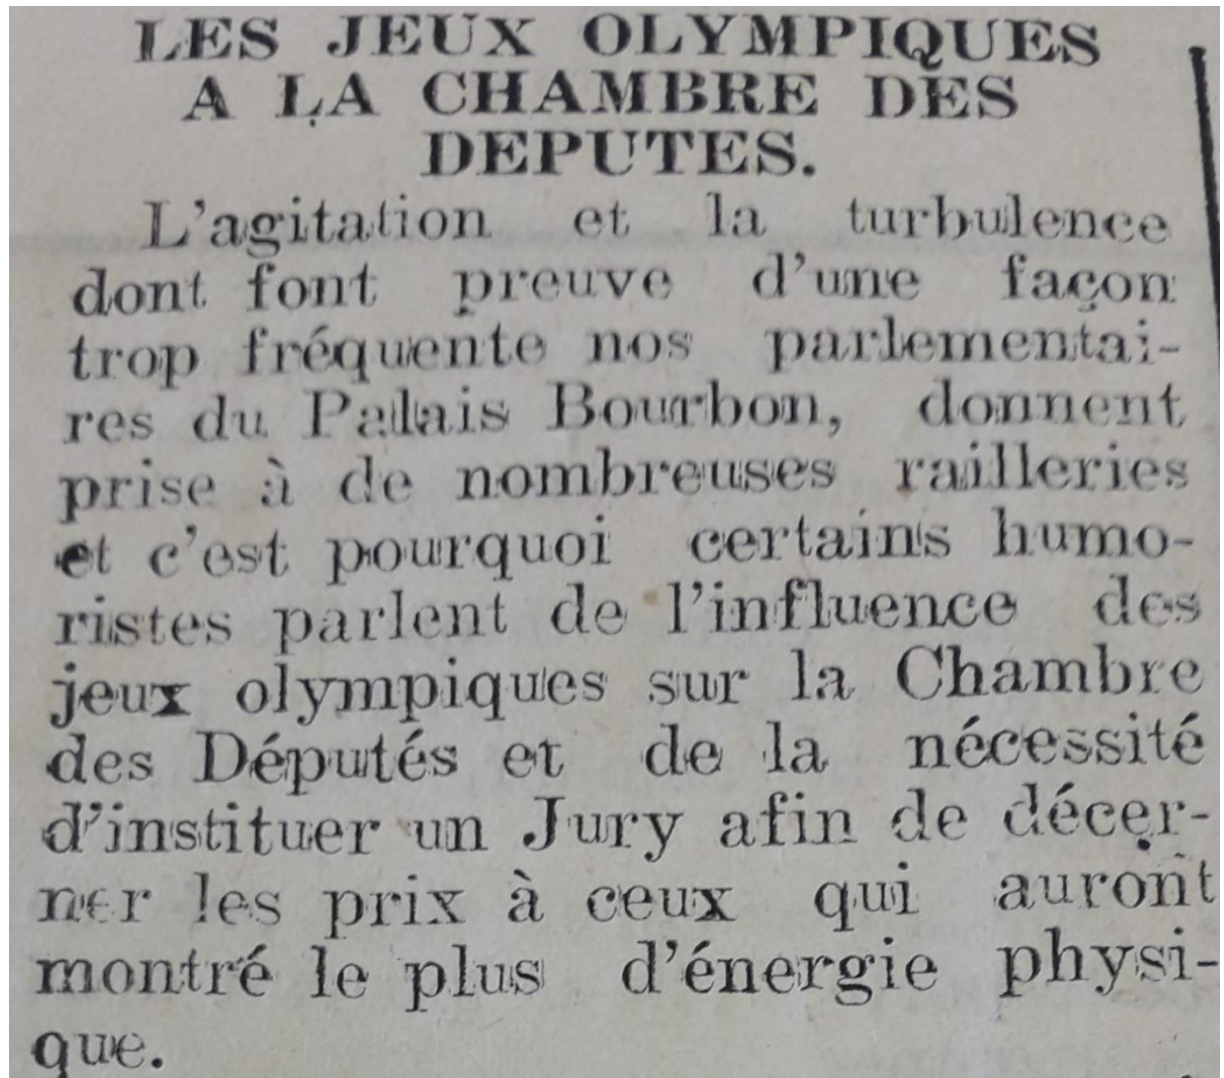 LES JEUX OLYMPIQUES
A LA CHAMBRE DES
DEPUTES.
L'agitation et la turbulence
dont font preuve d'une façon
trop fréquente nos parlementai-
res du Palais Bourbon, donnent
prise à de nombreuses railleries
et c'est pourquoi certains humo-
ristes parlent de l'influence des
jeux olympiques sur la Chambre
des Députés et de la nécessité
d'instituer un Jury afin de décer-
ner les prix à ceux qui auront
montré le plus d'énergie physi-
que.